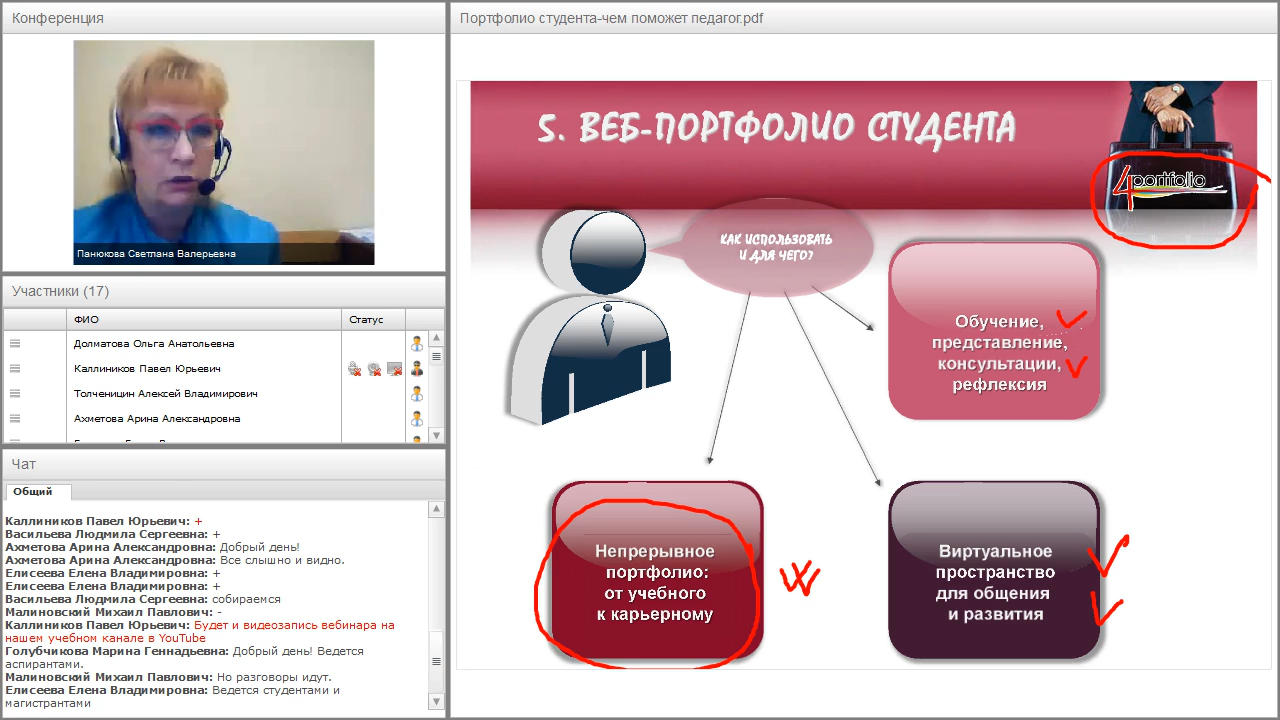 Конференция
Панюкова Светлана Валерьевна
Участники (17)
ФИО Статус
Долматова Ольга Анатольевна
Каллиников Павел Юрьевич
Толченицин Алексей Владимирович
Ахметова Арина Александровна
Чат
Общий
Каллиников Павел Юрьевич: +
Васильева Людмила Сергеевна: +
Ахметова Арина Александровна: Добрый день!
Ахметова Арина Александровна: Все слышно и видно.
Елисеева Елена Владимировна: +
Елисеева Елена Владимировна: +
Васильева Людмила Сергеевна: собираемся
Малиновский Михаил Павлович: -
Каллиников Павел Юрьевич: Будет и видеозапись вебинара на
нашем учебном канале в YouTube
Голубчикова Марина Геннадьевна: Добрый день! Ведется
аспирантами.
Малиновский Михаил Павлович: Но разговоры идут.
Елисеева Елена Владимировна: Ведется студентами и
магистрантами
Портфолио студента-чем поможет педагог.pdf
5. ВЕБ-ПОРТФОЛИО СТУДЕНТА
4portfolio
КАК ИСПОЛЬЗОВАТЬ
И ДЛЯ ЧЕГО?
Обучение,
представление,
консультации,
рефлексия
Непрерывное
портфолио:
от учебного
к карьерному
Виртуальное
пространство
для общения
и развития